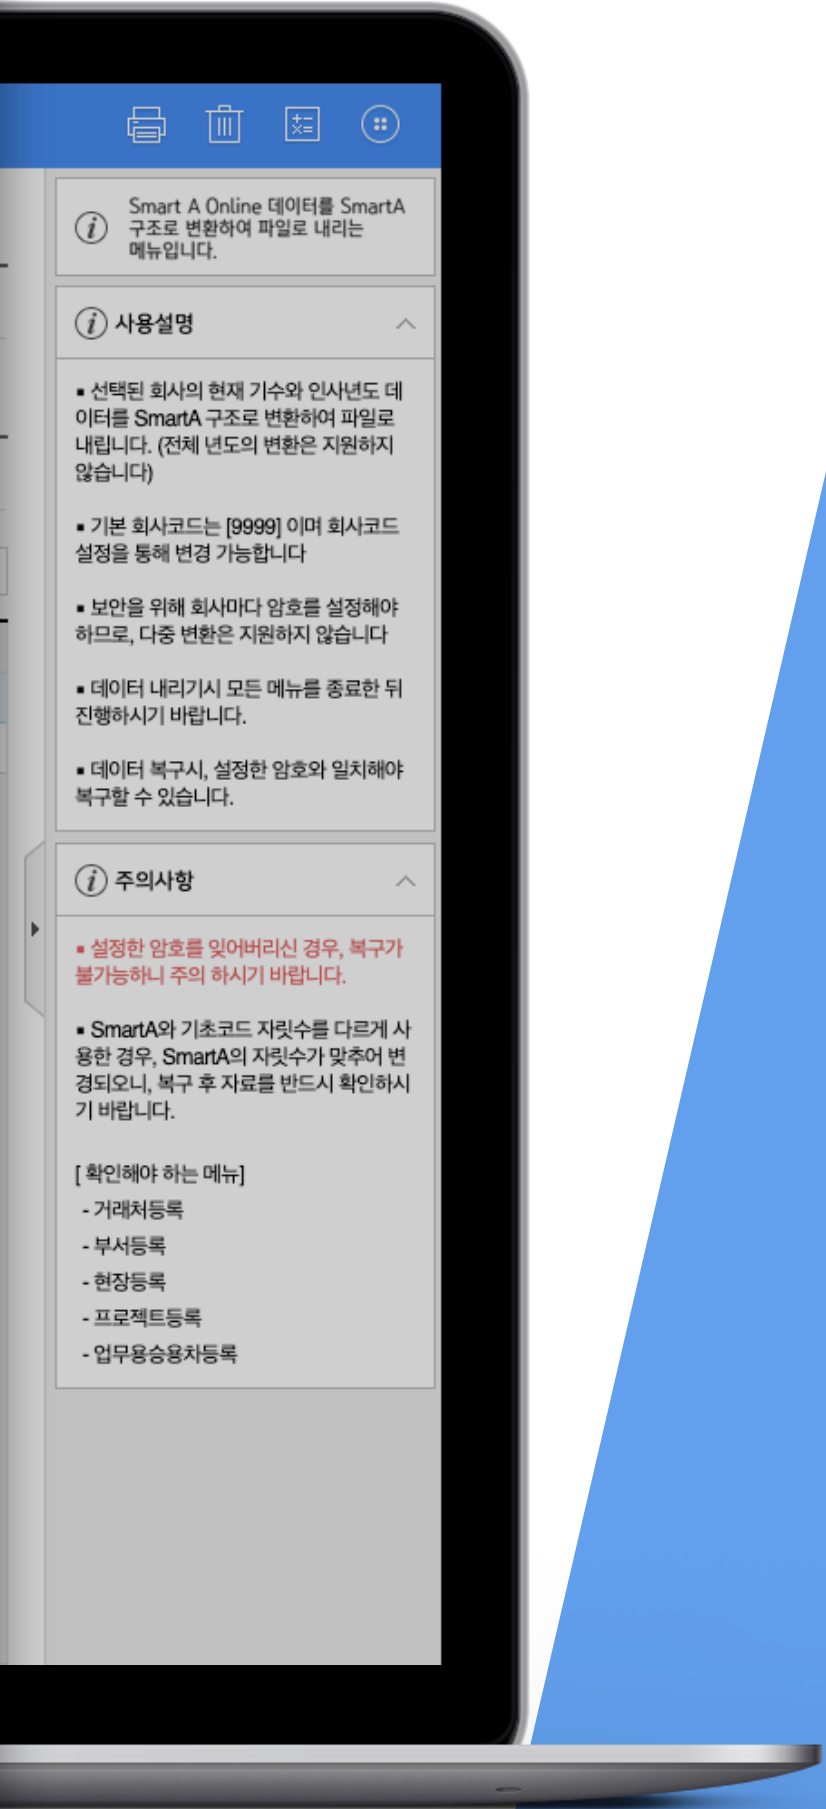 Smart A Online 데이터를 SmartA
구조로 변환하여 파일로 내리는
메뉴입니다.
사용설명
▪ 선택된 회사의 현재 기수와 인사년도 데
이터를 SmartA 구조로 변환하여 파일로
내립니다. (전체 년도의 변환은 지원하지
않습니다)
▪ 기본 회사코드는 [9999] 이며 회사코드
설정을 통해 변경 가능합니다
▪ 보안을 위해 회사마다 암호를 설정해야
하므로, 다중 변환은 지원하지 않습니다
▪ 데이터 내리기시 모든 메뉴를 종료한 뒤
진행하시기 바랍니다.
▪ 데이터 복구시, 설정한 암호와 일치해야
복구할 수 있습니다.
주의사항
▪ 설정한 암호를 잊어버리신 경우, 복구가
불가능하니 주의 하시기 바랍니다.
▪ SmartA와 기초코드 자릿수를 다르게 사
용한 경우, SmartA의 자릿수가 맞추어 변
경되오니, 복구 후 자료를 반드시 확인하시
기 바랍니다.
[ 확인해야 하는 메뉴]
- 거래처등록
- 부서등록
- 현장등록
- 프로젝트등록
- 업무용승용차등록